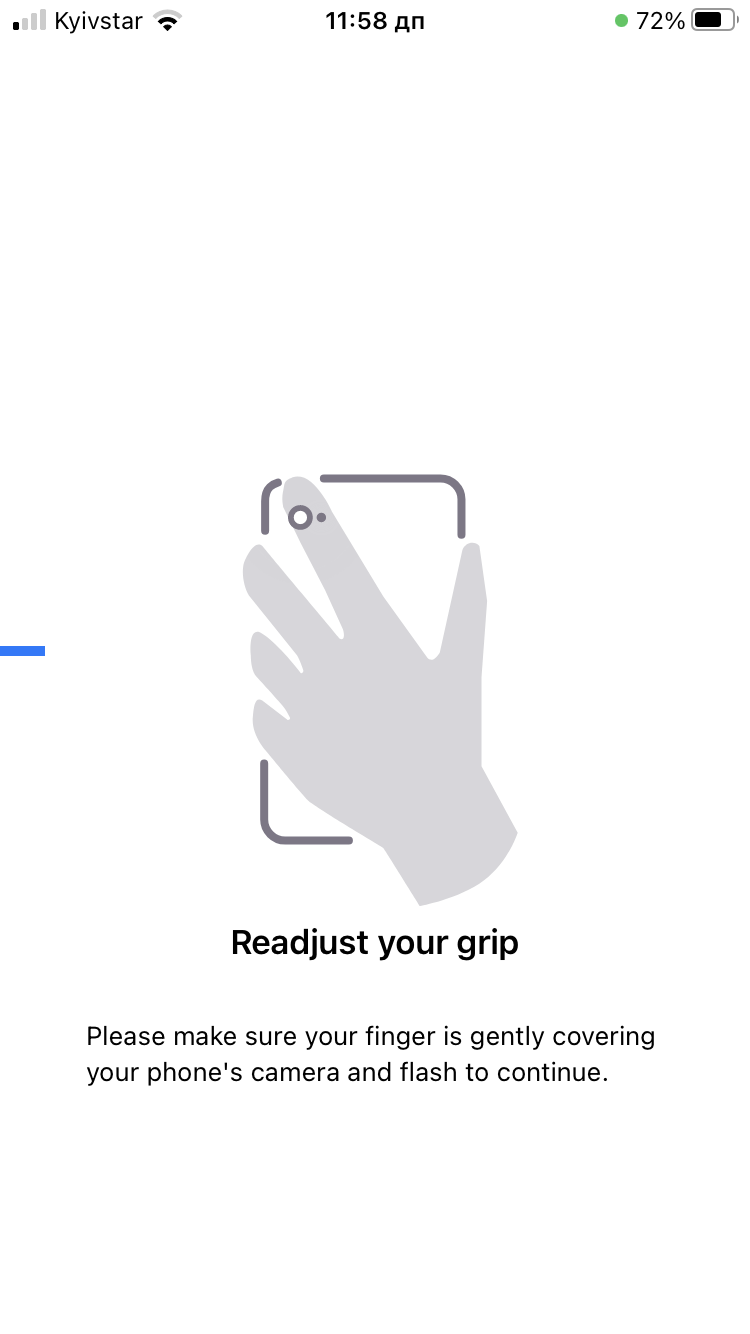 Kyivstar 11:58 дп 72%
Readjust your grip
Please make sure your finger is gently covering
your phone's camera and flash to continue.